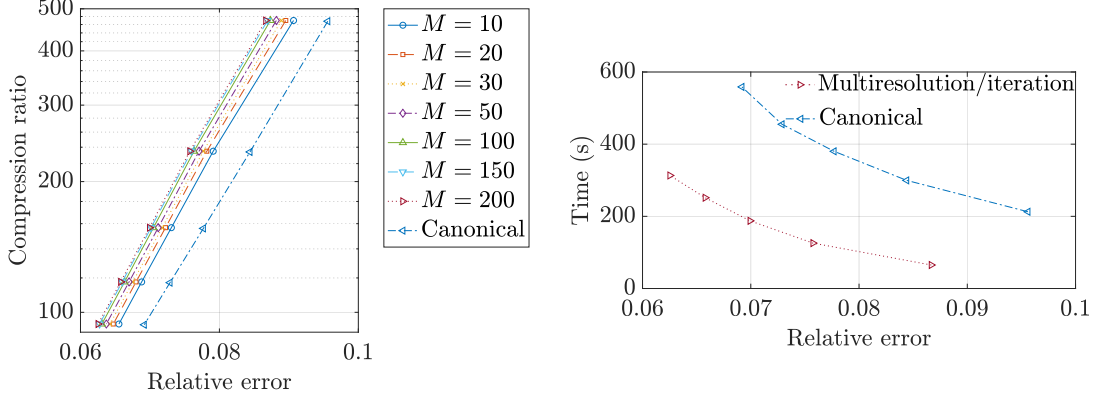 500
400
300
200
100
0.06
0.08
0.1
Compression ratio
Relative error
M = 10
M = 20
M = 30
M = 50
M = 100
M = 150
M = 200
Canonical
600
400
200
0
0.06
0.07
0.08
0.09
0.1
Time (s)
Relative error
Multiresolution/iteration
Canonical